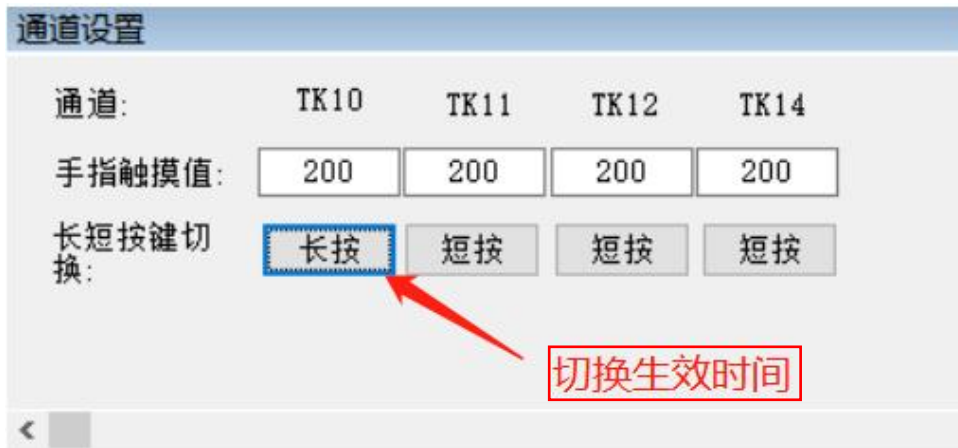 通道设置
通道: TK10 TK11 TK12 TK14
手指触摸值: 200 200 200 200
长短按键切换: 长按 短按 短按 短按
切换生效时间